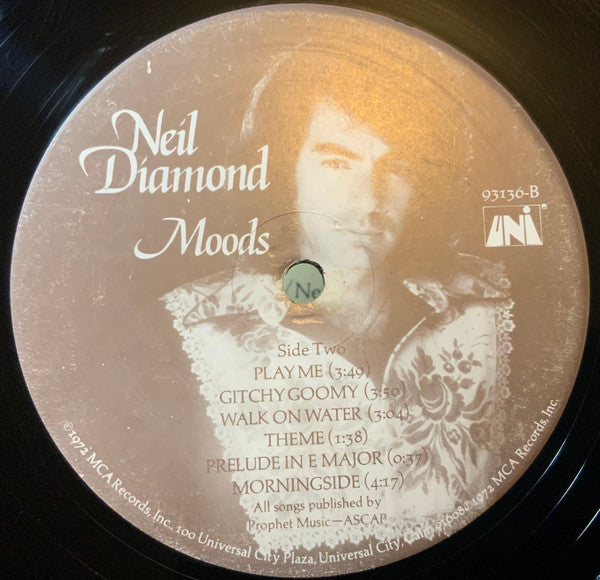 Neil
Diamond
Moods
93136-B
UNI®
/Ne
Side Two
PLAY ME (3:49)
GITCHY GOOMY (3:50)
WALK ON WATER (3:04)
THEME (1:38)
PRELUDE IN E MAJOR (0:37)
MORNINGSIDE (4:17)
All songs published by
Prophet Music—ASCAP
©1972 MCA Records, Inc., 100 Universal City Plaza, Universal City, Calif. 91608 ℗1972 MCA Records, Inc.